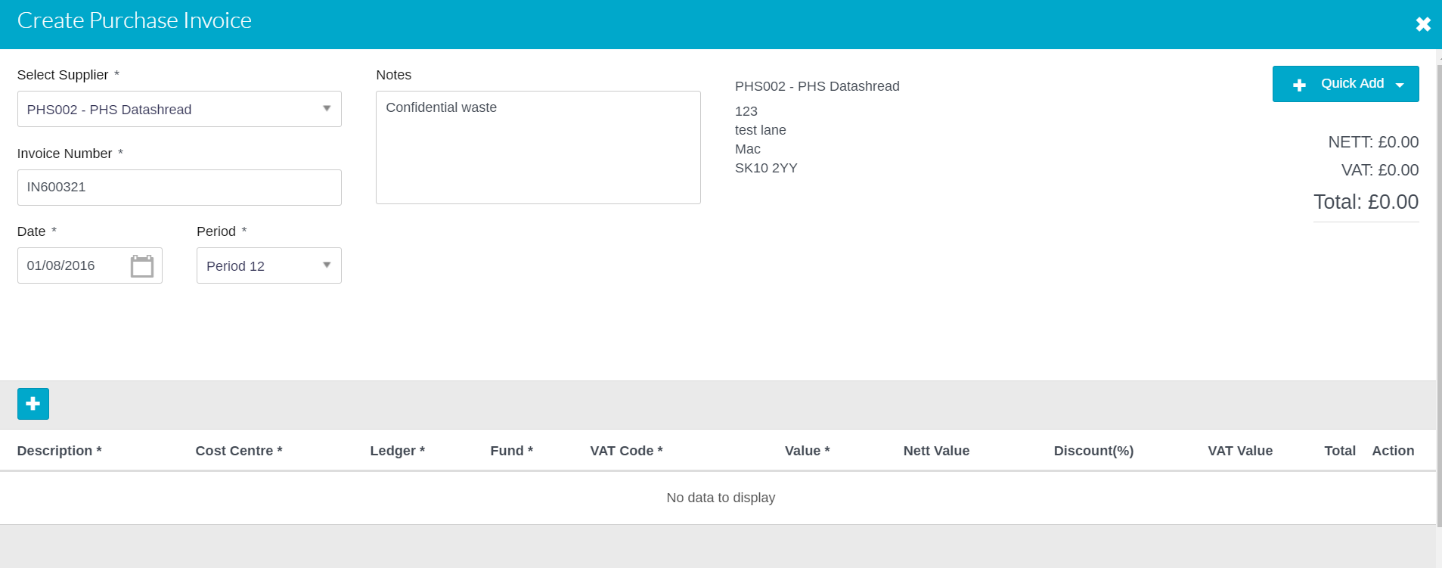 Create Purchase Invoice
Select Supplier *
PHS002 - PHS Datashread
Invoice Number *
IN600321
Date *
01/08/2016
Period *
Period 12
Notes
Confidential waste
PHS002 - PHS Datashread
123
test lane
Mac
SK10 2YY
Quick Add
NETT: £0.00
VAT: £0.00
Total: £0.00
Description * Cost Centre * Ledger * Fund * VAT Code * Value * Nett Value Discount(%) VAT Value Total Action
No data to display